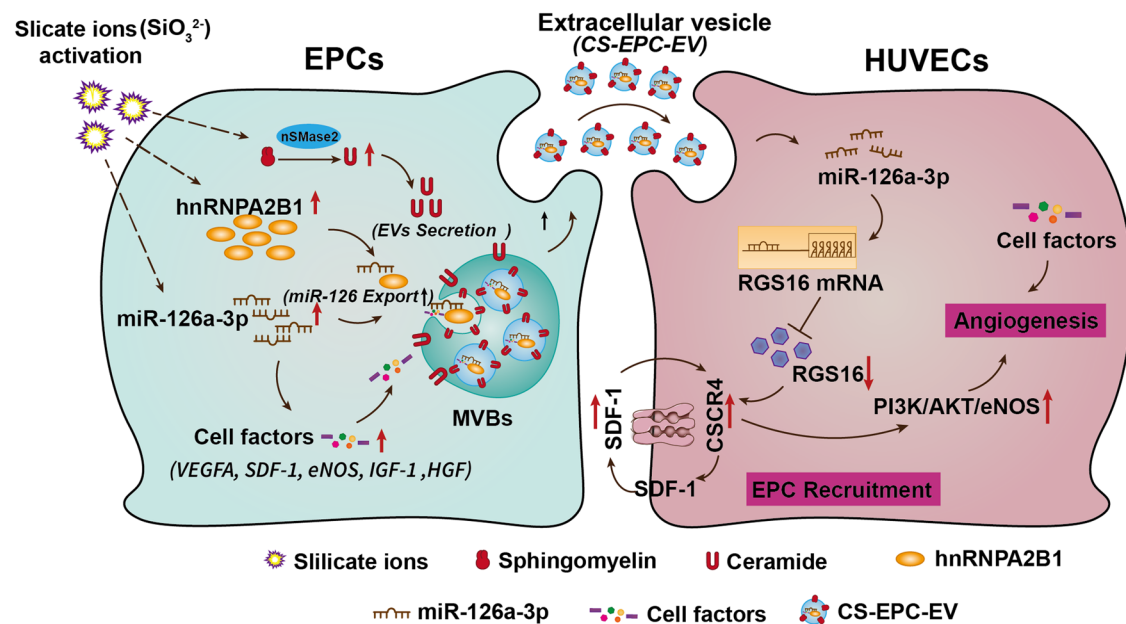 Slicate ions (SiO₃²⁻)
activation
EPCs
Extracellular vesicle
(CS-EPC-EV)
HUVECs
nSMase2
hnRNPA2B1
(EVs Secretion )
(miR-126 Export )
miR-126a-3p
MVBs
Cell factors
(VEGFA, SDF-1, eNOS, IGF-1 ,HGF)
miR-126a-3p
RGS16 mRNA
RGS16
Cell factors
Angiogenesis
PI3K/AKT/eNOS
SDF-1
CSCR4
SDF-1
EPC Recruitment
Slilicate ions
Sphingomyelin
Ceramide
hnRNPA2B1
miR-126a-3p
Cell factors
CS-EPC-EV